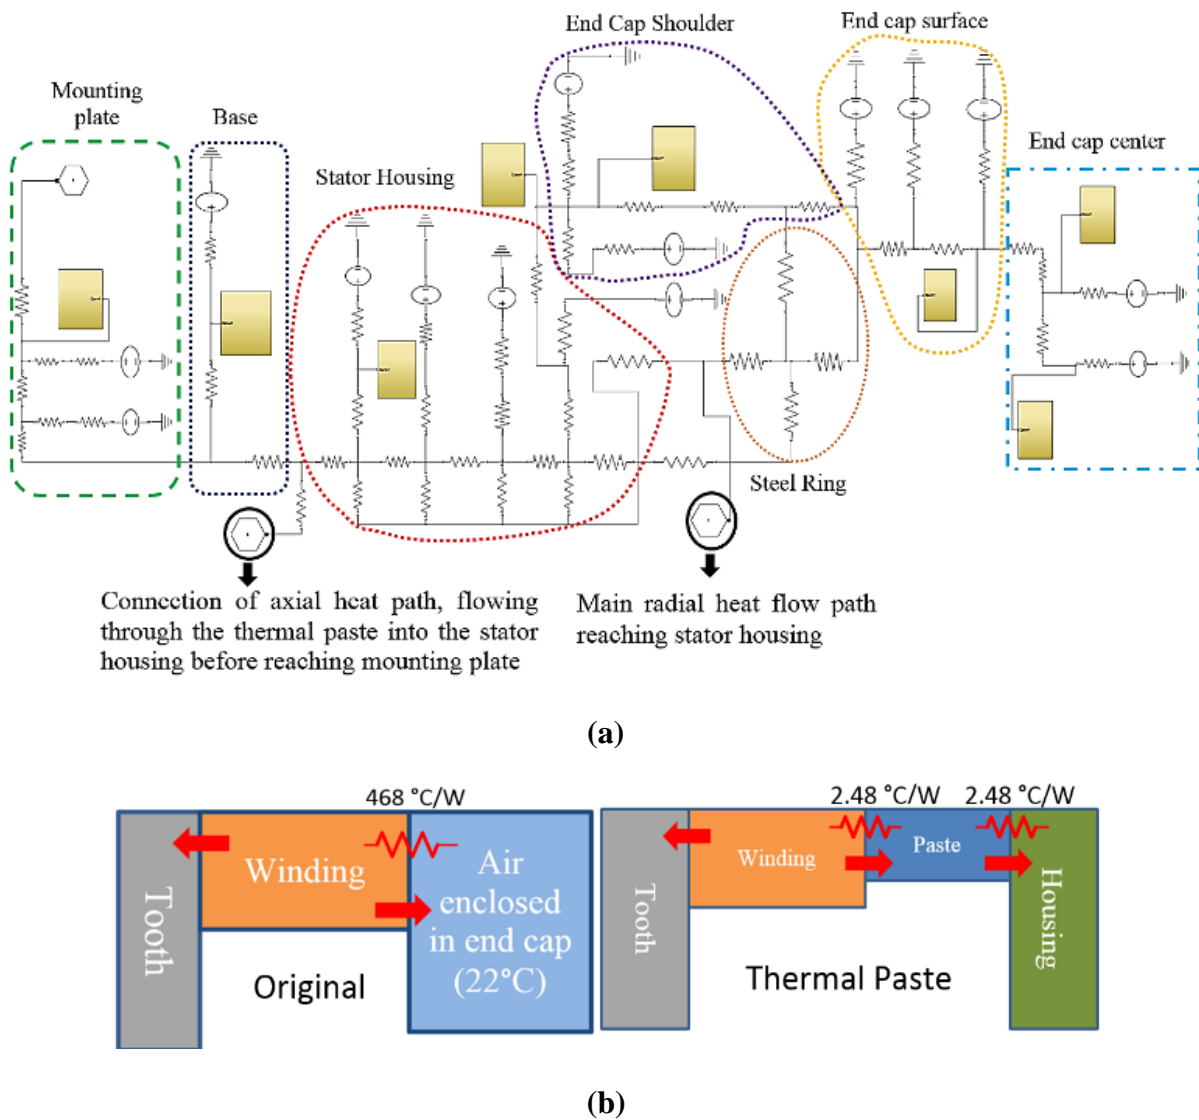 End Cap Shoulder
End cap surface
Mounting
plate
Base
Stator Housing
End cap center
Steel Ring
Connection of axial heat path, flowing
through the thermal paste into the stator
housing before reaching mounting plate
Main radial heat flow path
reaching stator housing
(a)
468 °C/W
2.48 °C/W
2.48 °C/W
Tooth
Winding
Air
enclosed
in end cap
(22°C)
Original
Tooth
Winding
Paste
Housing
Thermal Paste
(b)